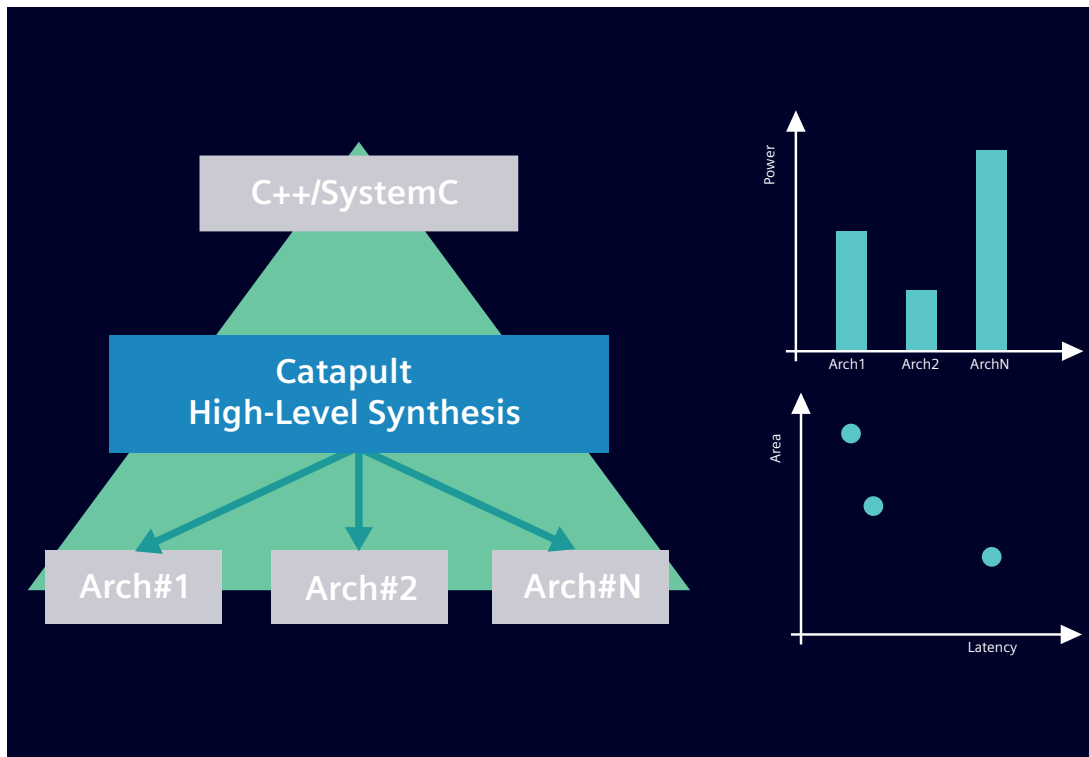 C++/SystemC
Catapult
High-Level Synthesis
Arch#1
Arch#2
Arch#N
Power
Arch1
Arch2
ArchN
Area
Latency